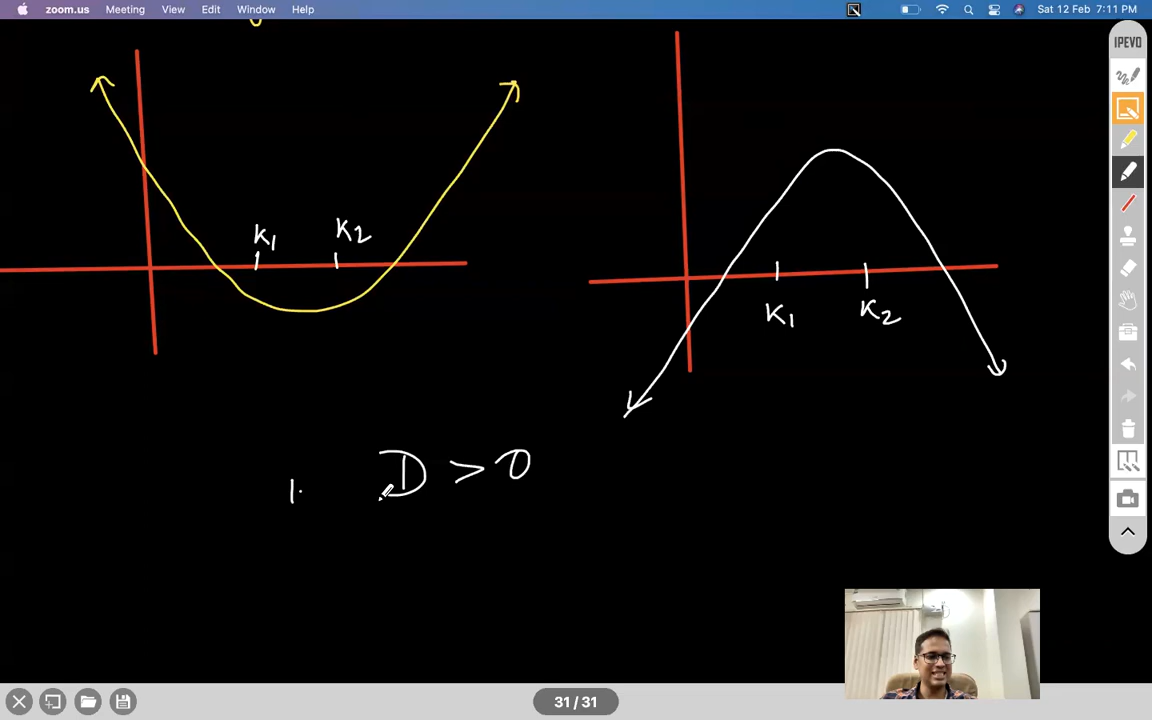 zoom.us Meeting View Edit Window Help Sat 12 Feb 7:11 PM
IPEVO
K1 K2
K1 K2
1. D > 0
31 / 31